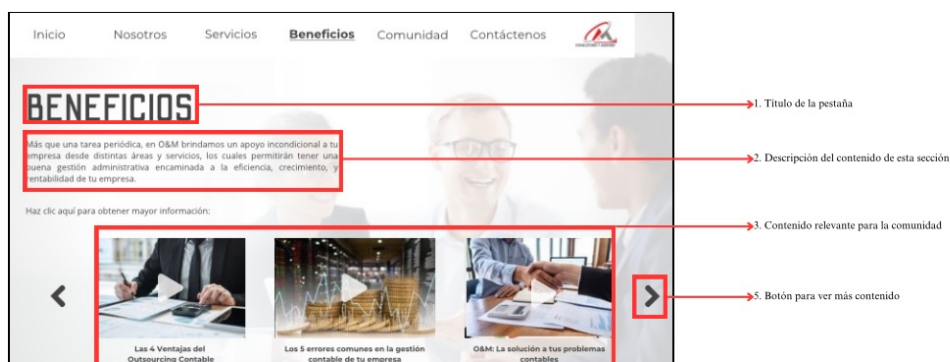 Inicio Nosotros Servicios Beneficios Comunidad Contáctenos
BENEFICIOS
Más que una tarea periódica, en O&M brindamos un apoyo incondicional a tu
empresa desde distintas áreas y servicios, los cuales permitirán tener una
buena gestión administrativa encaminada a la eficiencia, crecimiento, y
rentabilidad de tu empresa.
Haz clic aquí para obtener mayor información:
Las 4 Ventajas del
Outsourcing Contable
Los 5 errores comunes en la gestión
contable de tu empresa
O&M: La solución a tus problemas
contables
1. Título de la pestaña
2. Descripción del contenido de esta sección
3. Contenido relevante para la comunidad
5. Botón para ver más contenido